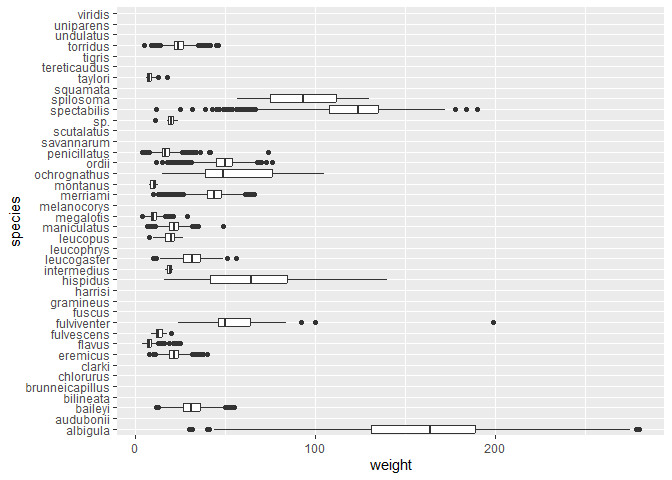 viridis
uniparens
undulatus
torridus
tigris
tereticaudus
taylori
squamata
spilosoma
spectabilis
sp.
scutalatus
savannarum
penicillatus
ordii
ochrognathus
montanus
merriami
melanocorys
megalotis
maniculatus
leucopus
leucophrys
leucogaster
intermedius
hispidus
harrisi
gramineus
fuscus
fulviventer
fulvescens
flavus
eremicus
clarki
chlorurus
brunneicapillus
bilineata
baileyi
audubonii
albigula
species
0 100 200
weight